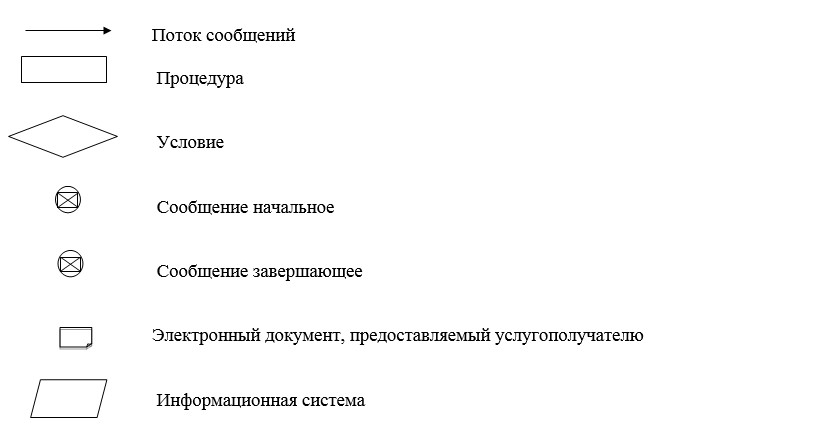 Поток сообщений
Процедура
Условие
Сообщение начальное
Сообщение завершающее
Электронный документ, предоставляемый услугополучателю
Информационная система